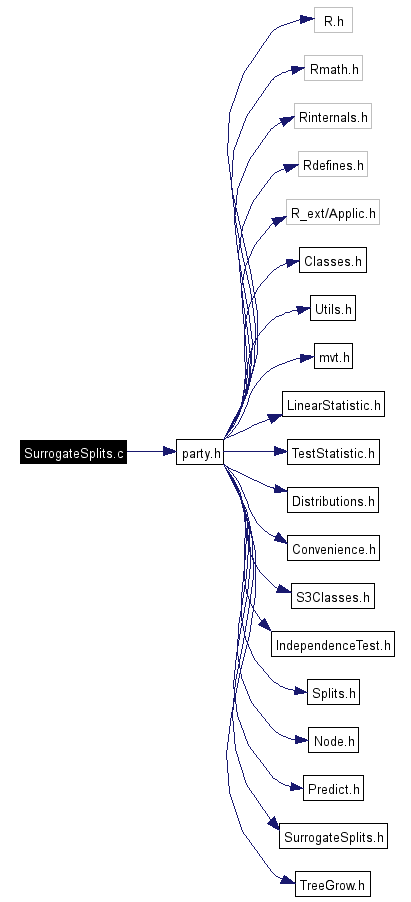 R.h
Rmath.h
Rinternals.h
Rdefines.h
R_ext/Applic.h
Classes.h
Utils.h
mvt.h
LinearStatistic.h
SurrogateSplits.c
party.h
TestStatistic.h
Distributions.h
Convenience.h
S3Classes.h
IndependenceTest.h
Splits.h
Node.h
Predict.h
SurrogateSplits.h
TreeGrow.h